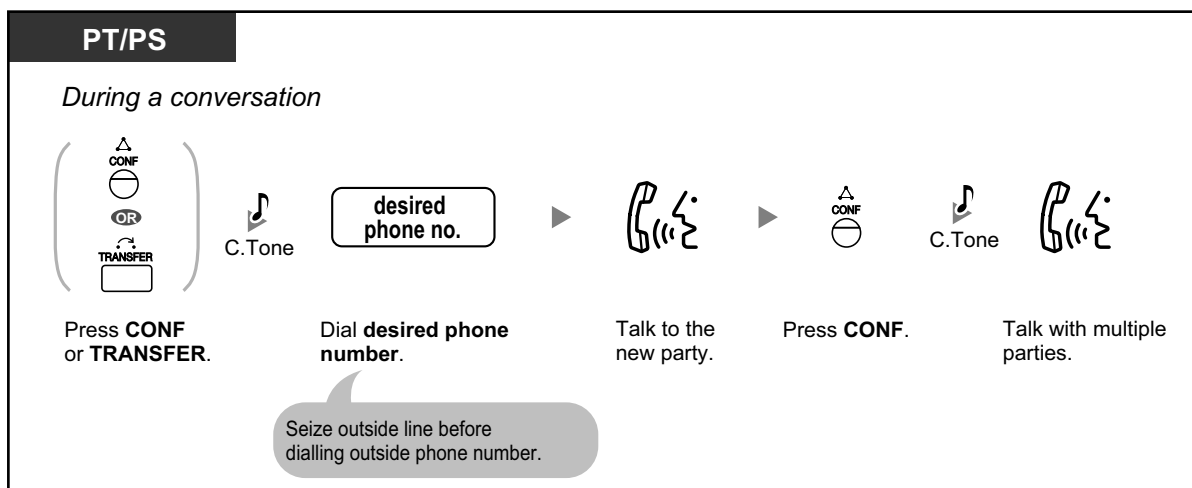 PT/PS
During a conversation
CONF
OR
TRANSFER
C.Tone
desired
phone no.
CONF
C.Tone
Press CONF
or TRANSFER.
Dial desired phone
number.
Talk to the
new party.
Press CONF.
Talk with multiple
parties.
Seize outside line before
dialling outside phone number.